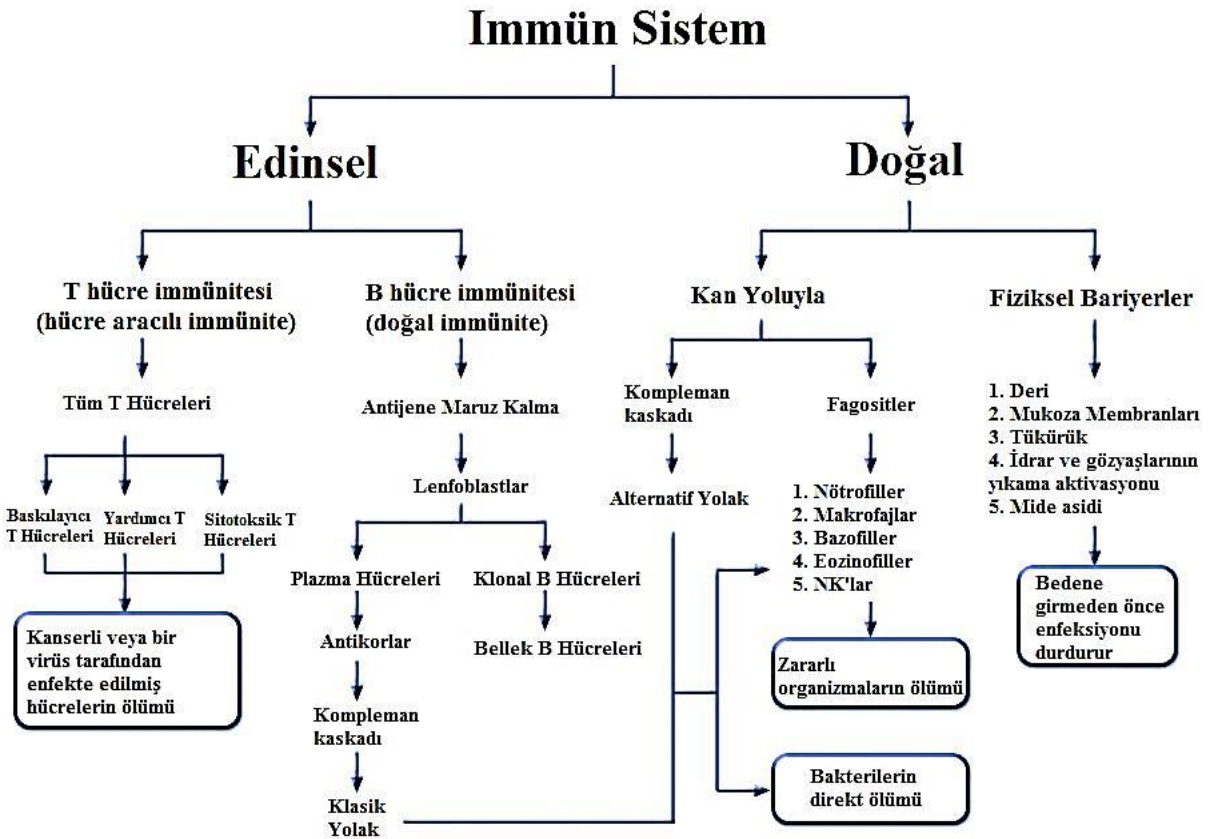 Immün Sistem
Edinsel
Doğal
T hücre immünitesi
(hücre aracılı immünite)
B hücre immünitesi
(doğal immünite)
Kan Yoluyla
Fiziksel Bariyerler
Tüm T Hücreleri
Antijene Maruz Kalma
Kompleman
kaskadı
Fagositler
1. Deri
2. Mukoza Membranları
3. Tükürük
4. İdrar ve gözyaşlarının
yıkama aktivasyonu
5. Mide asidi
Baskılayıcı
T Hücreleri
Yardımcı T
Hücreleri
Sitotoksik T
Hücreleri
Lenfoblastlar
Alternatif Yolak
1. Nötrofiller
2. Makrofajlar
3. Bazofiller
4. Eozinofiller
5. NK'lar
Plazma Hücreleri
Klonal B Hücreleri
Bedene
girmeden önce
enfeksiyonu
durdurur
Kanserli veya bir
virüs tarafından
enfekte edilmiş
hücrelerin ölümü
Antikorlar
Bellek B Hücreleri
Zararlı
organizmaların ölümü
Kompleman
kaskadı
Bakterilerin
direkt ölümü
Klasik
Yolak